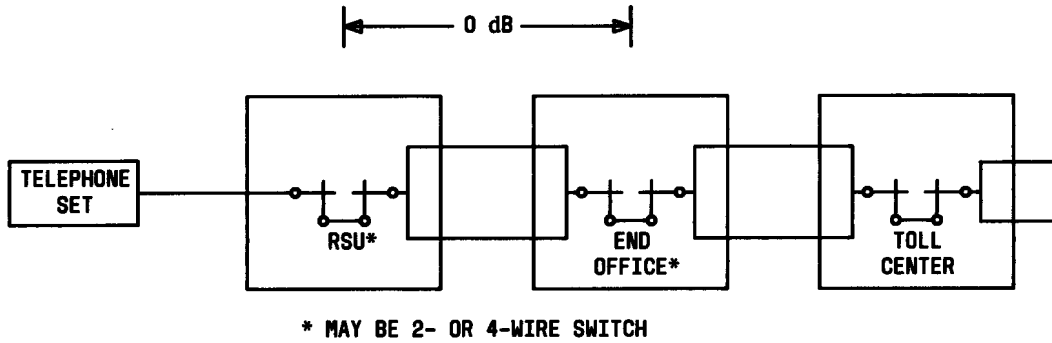 0 dB
TELEPHONE
SET
RSU*
END
OFFICE*
TOLL
CENTER
* MAY BE 2- OR 4-WIRE SWITCH